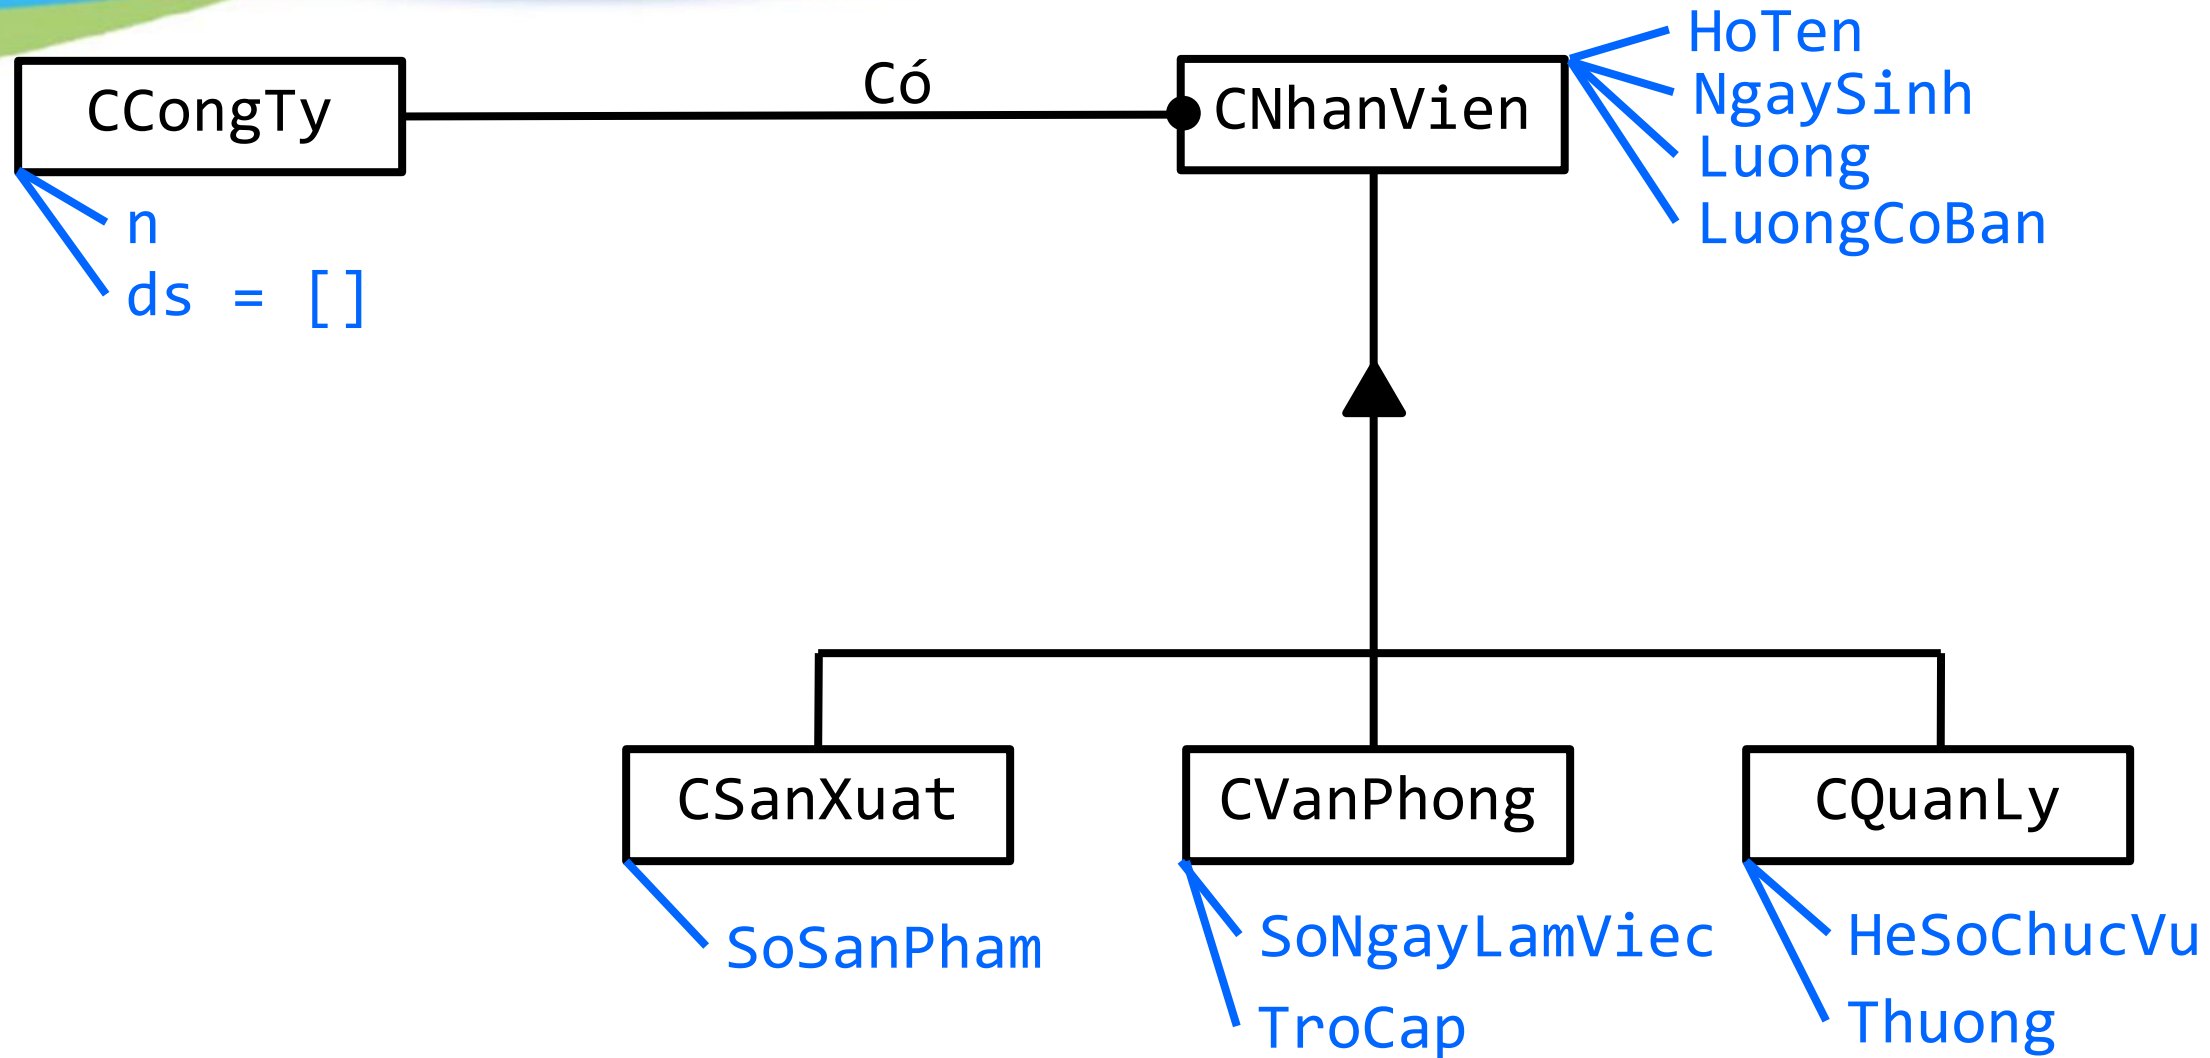 CCongTy
Có
CNhanVien
HoTen
NgaySinh
Luong
LuongCoBan
n
ds = []
CSanXuat
CVanPhong
CQuanLy
SoSanPham
SoNgayLamViec
TroCap
HeSoChucVu
Thuong